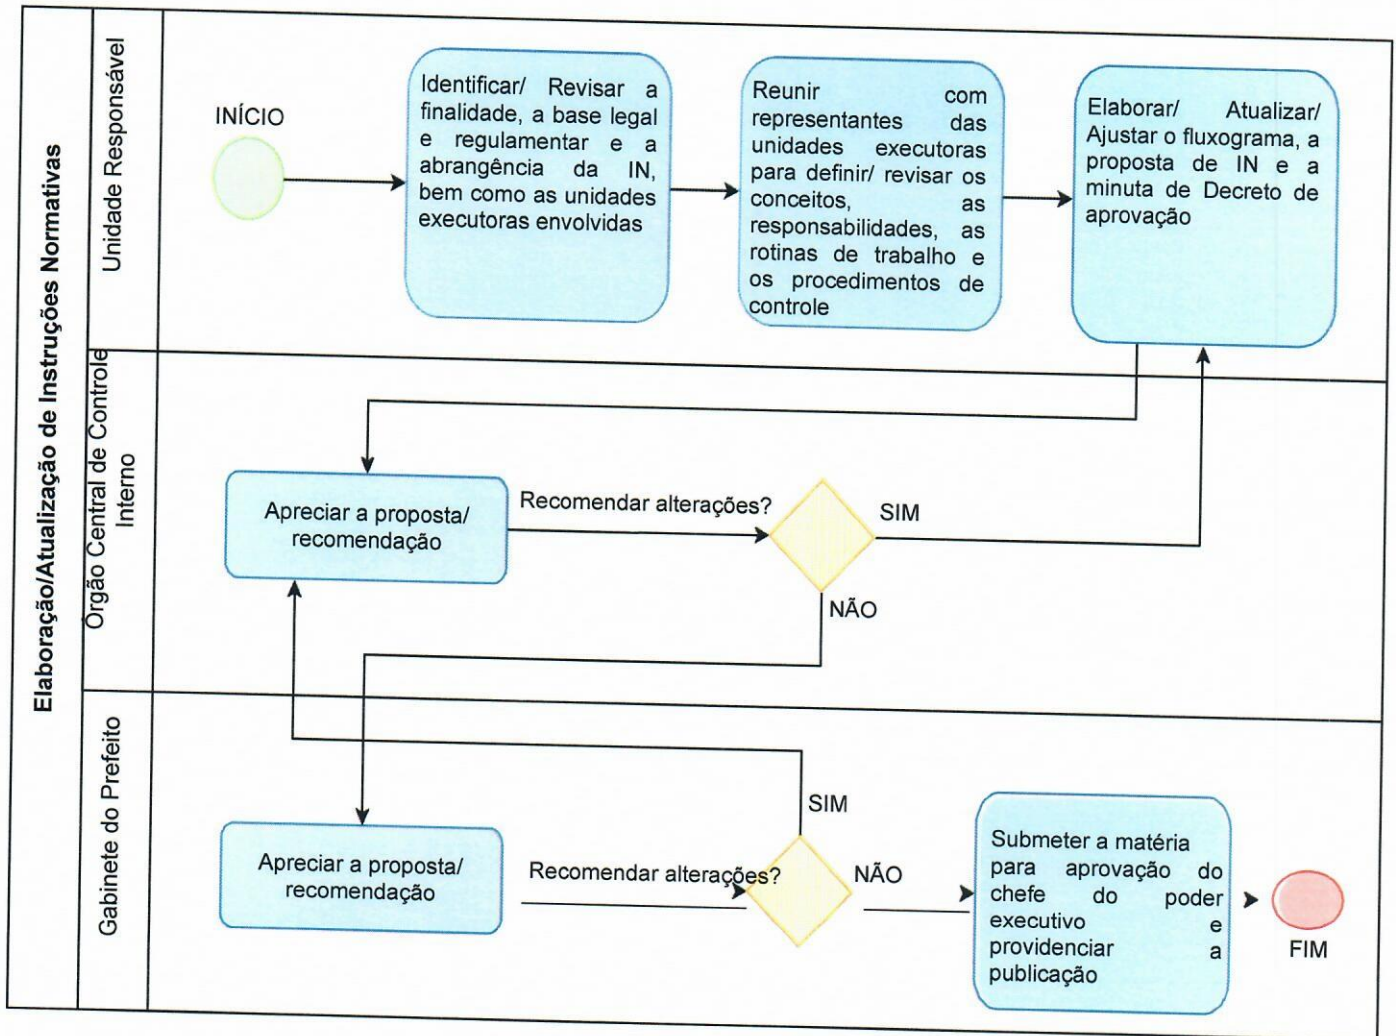 Elaboração/Atualização de Instruções Normativas
Unidade Responsável
INÍCIO
Identificar/ Revisar a
finalidade, a base legal
e regulamentar e a
abrangência da IN,
bem como as unidades
executoras envolvidas
Reunir com
representantes das
unidades executoras
para definir/ revisar os
conceitos, as
responsabilidades, as
rotinas de trabalho e
os procedimentos de
controle
Elaborar/ Atualizar/
Ajustar o fluxograma, a
proposta de IN e a
minuta de Decreto de
aprovação
Órgão Central de Controle
Interno
Apreciar a proposta/
recomendação
Recomendar alterações?
SIM
NÃO
Gabinete do Prefeito
Apreciar a proposta/
recomendação
Recomendar alterações?
SIM
NÃO
Submeter a matéria
para aprovação do
chefe do poder
executivo e
providenciar a
publicação
FIM